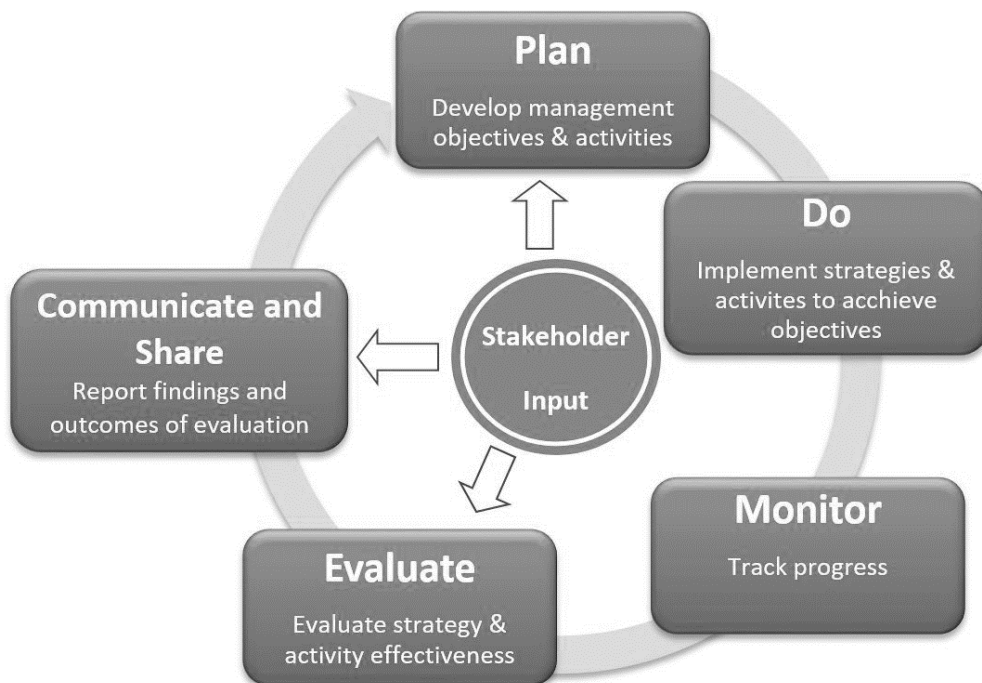 Plan
Develop management
objectives & activities
Do
Implement strategies &
activites to acchieve
objectives
Monitor
Track progress
Evaluate
Evaluate strategy &
activity effectiveness
Communicate and
Share
Report findings and
outcomes of evaluation
Stakeholder
Input